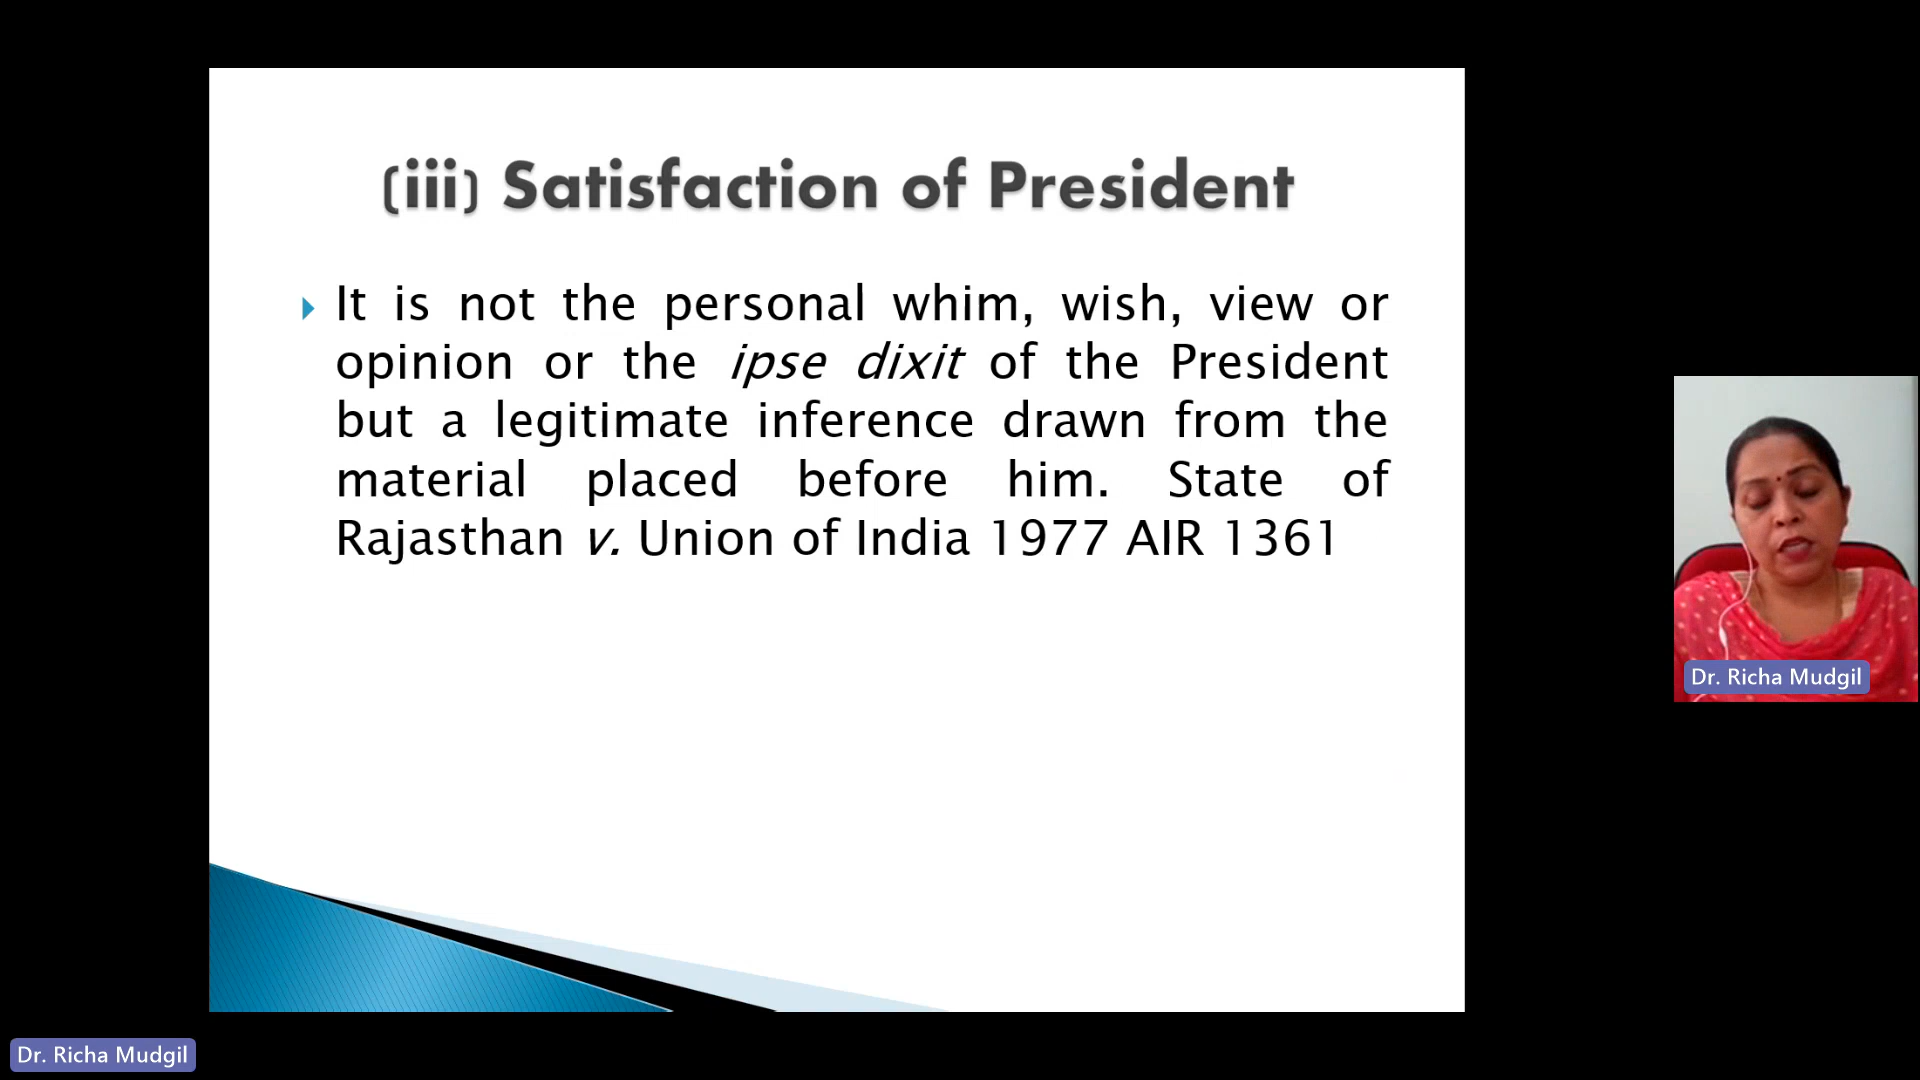 (iii) Satisfaction of President
It is not the personal whim, wish, view or
opinion or the ipse dixit of the President
but a legitimate inference drawn from the
material placed before him. State of
Rajasthan v. Union of India 1977 AIR 1361
Dr. Richa Mudgil
Dr. Richa Mudgil